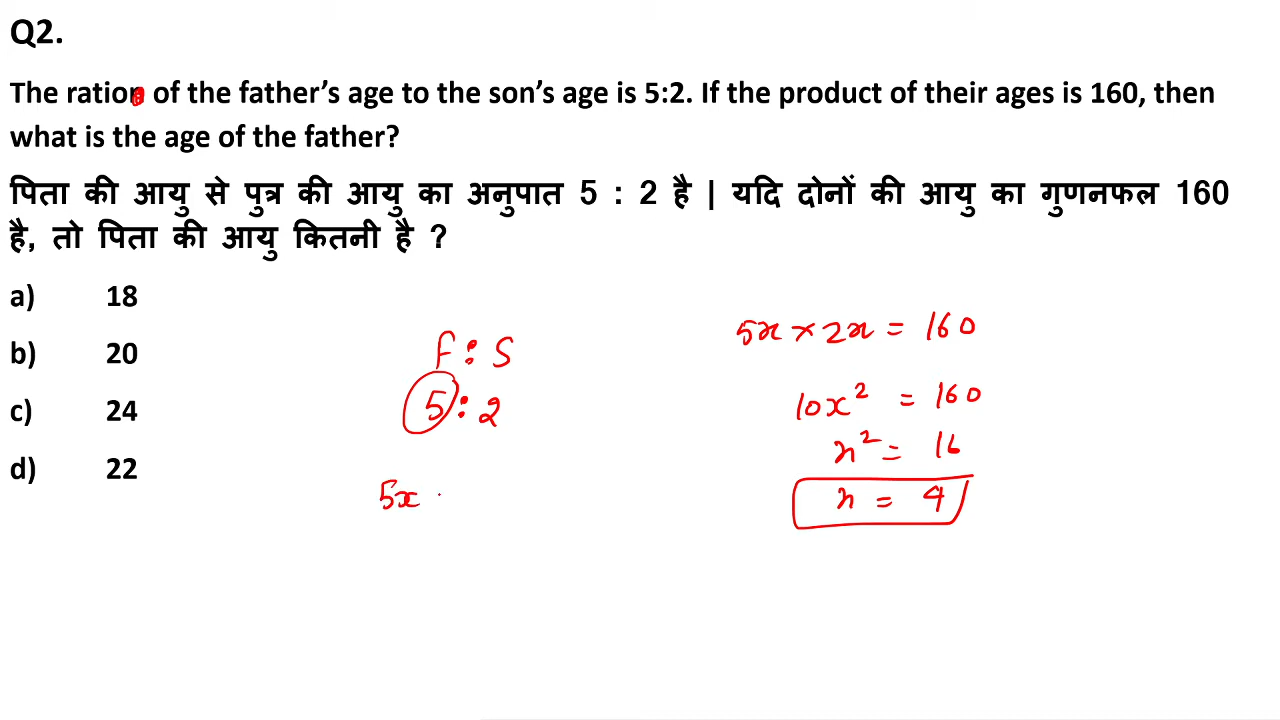 Q2.
The ration of the father’s age to the son’s age is 5:2. If the product of their ages is 160, then
what is the age of the father?
पिता की आयु से पुत्र की आयु का अनुपात 5 : 2 है | यदि दोनों की आयु का गुणनफल 160
है, तो पिता की आयु कितनी है ?
a) 18
b) 20
c) 24
d) 22
F : S
5 : 2
5x
5x × 2x = 160
10x² = 160
x² = 16
x = 4